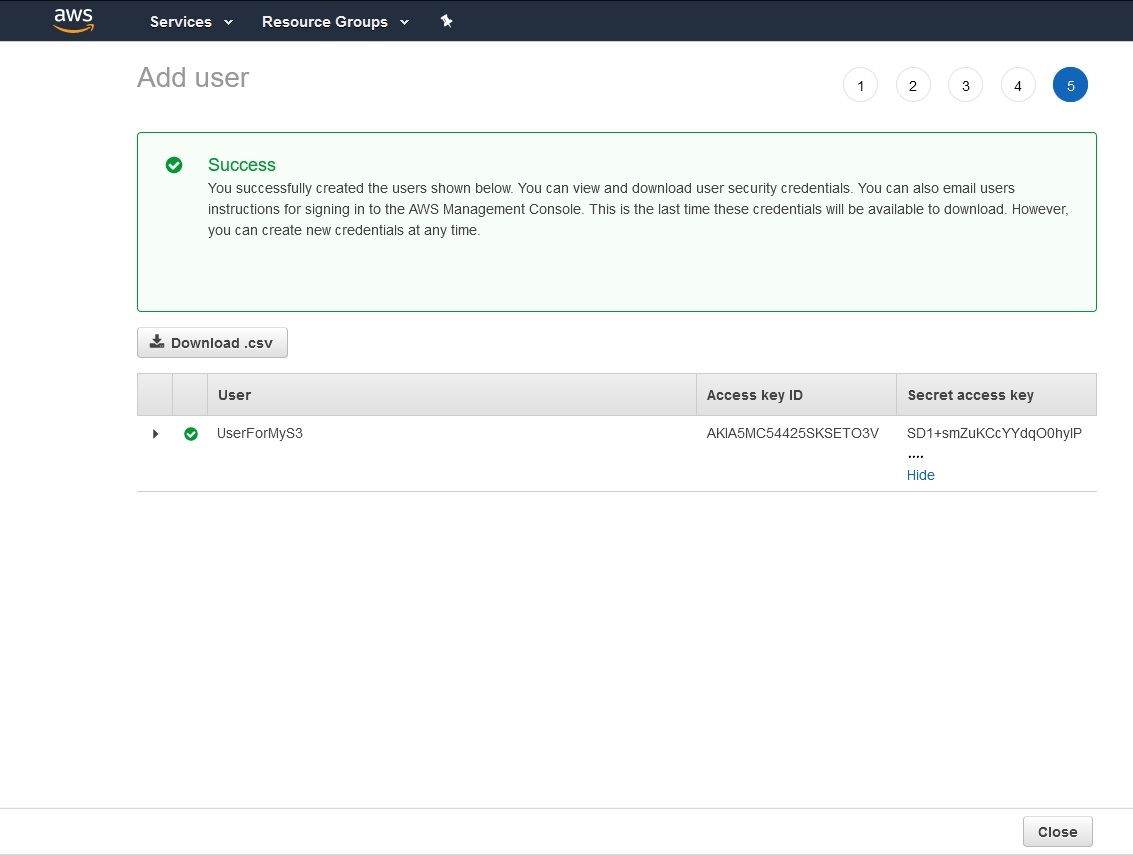 aws
Services
Resource Groups
Add user
1
2
3
4
5
Success
You successfully created the users shown below. You can view and download user security credentials. You can also email users
instructions for signing in to the AWS Management Console. This is the last time these credentials will be available to download. However,
you can create new credentials at any time.
Download .csv
User
Access key ID
Secret access key
UserForMyS3
AKIA5MC54425SKSETO3V
SD1+smZuKCcYYdqO0hylP
....
Hide
Close